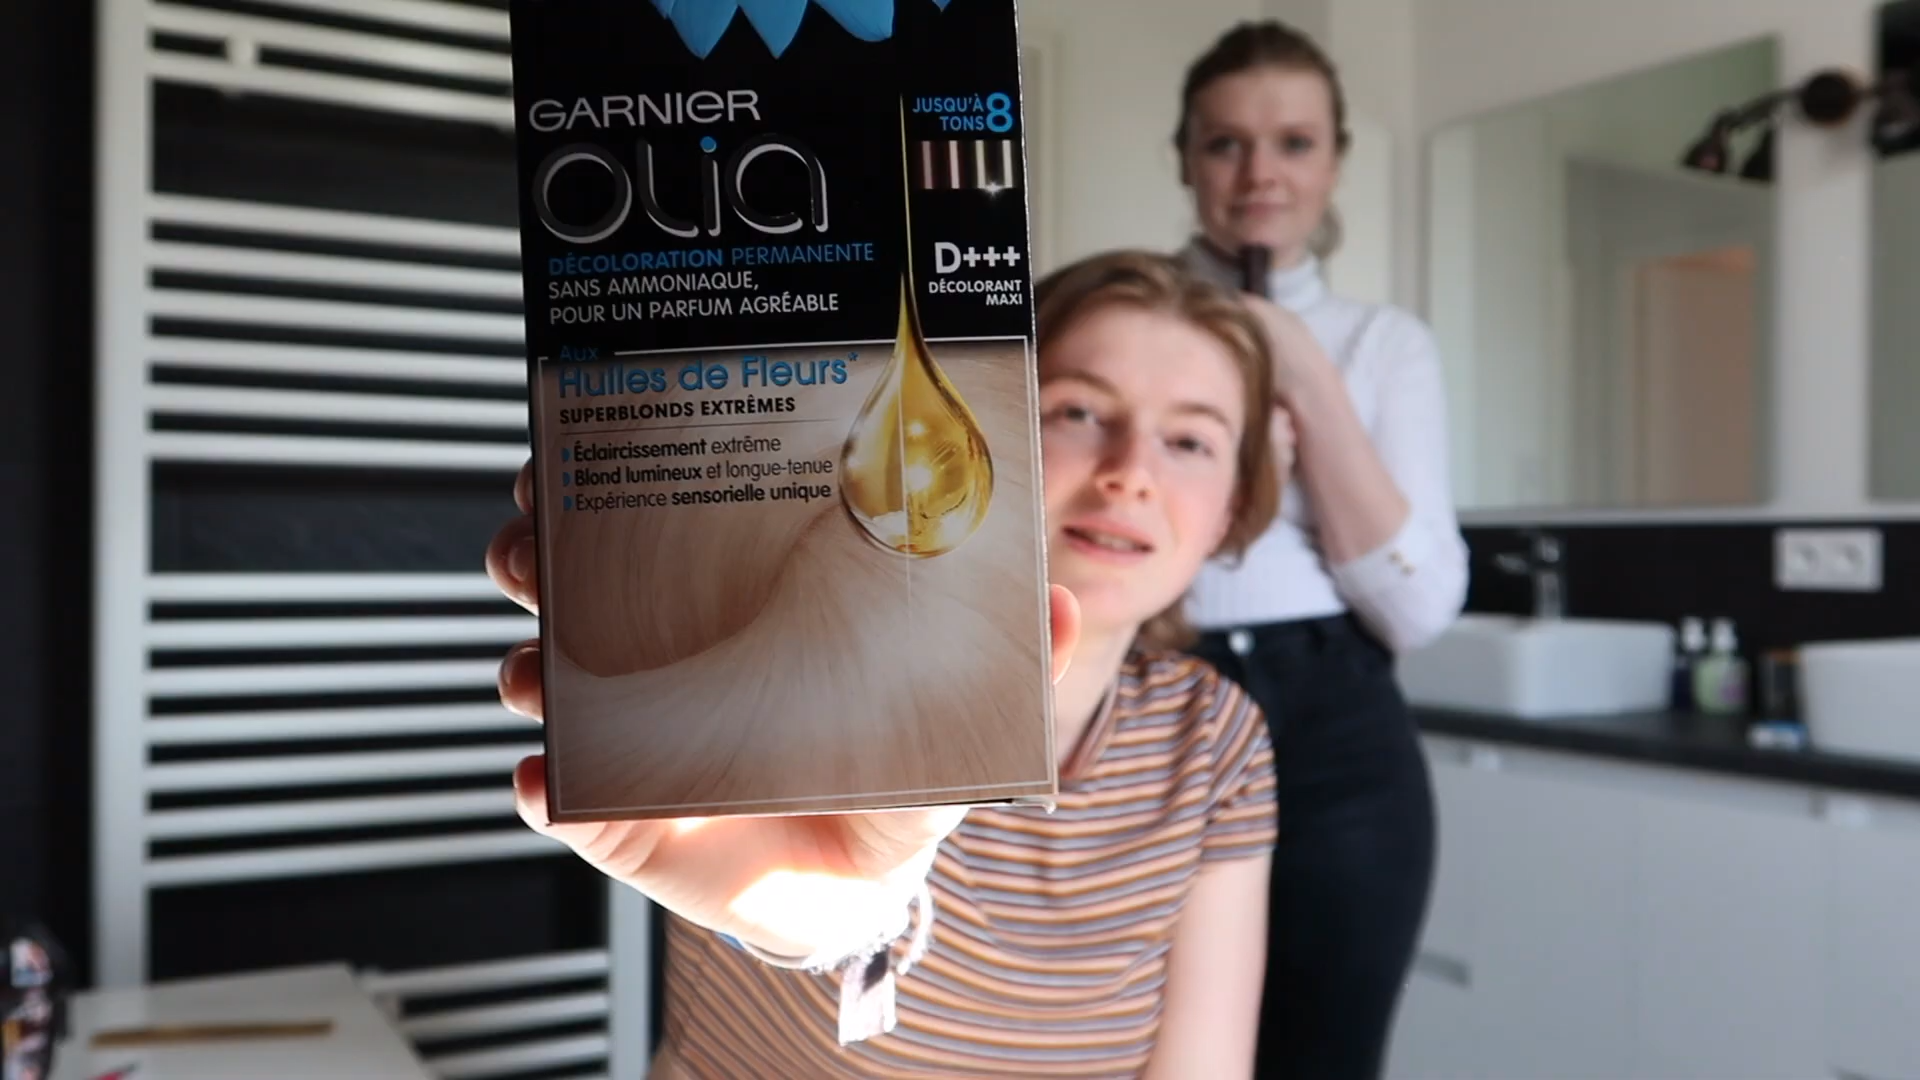 GARNIER
OLIA
DÉCOLORATION PERMANENTE
SANS AMMONIAQUE,
POUR UN PARFUM AGRÉABLE
JUSQU'À 8
TONS
D+++
DÉCOLORANT
MAXI
Aux
Huiles de Fleurs*
SUPERBLONDS EXTRÊMES
Éclaircissement extrême
Blond lumineux et longue-tenue
Expérience sensorielle unique